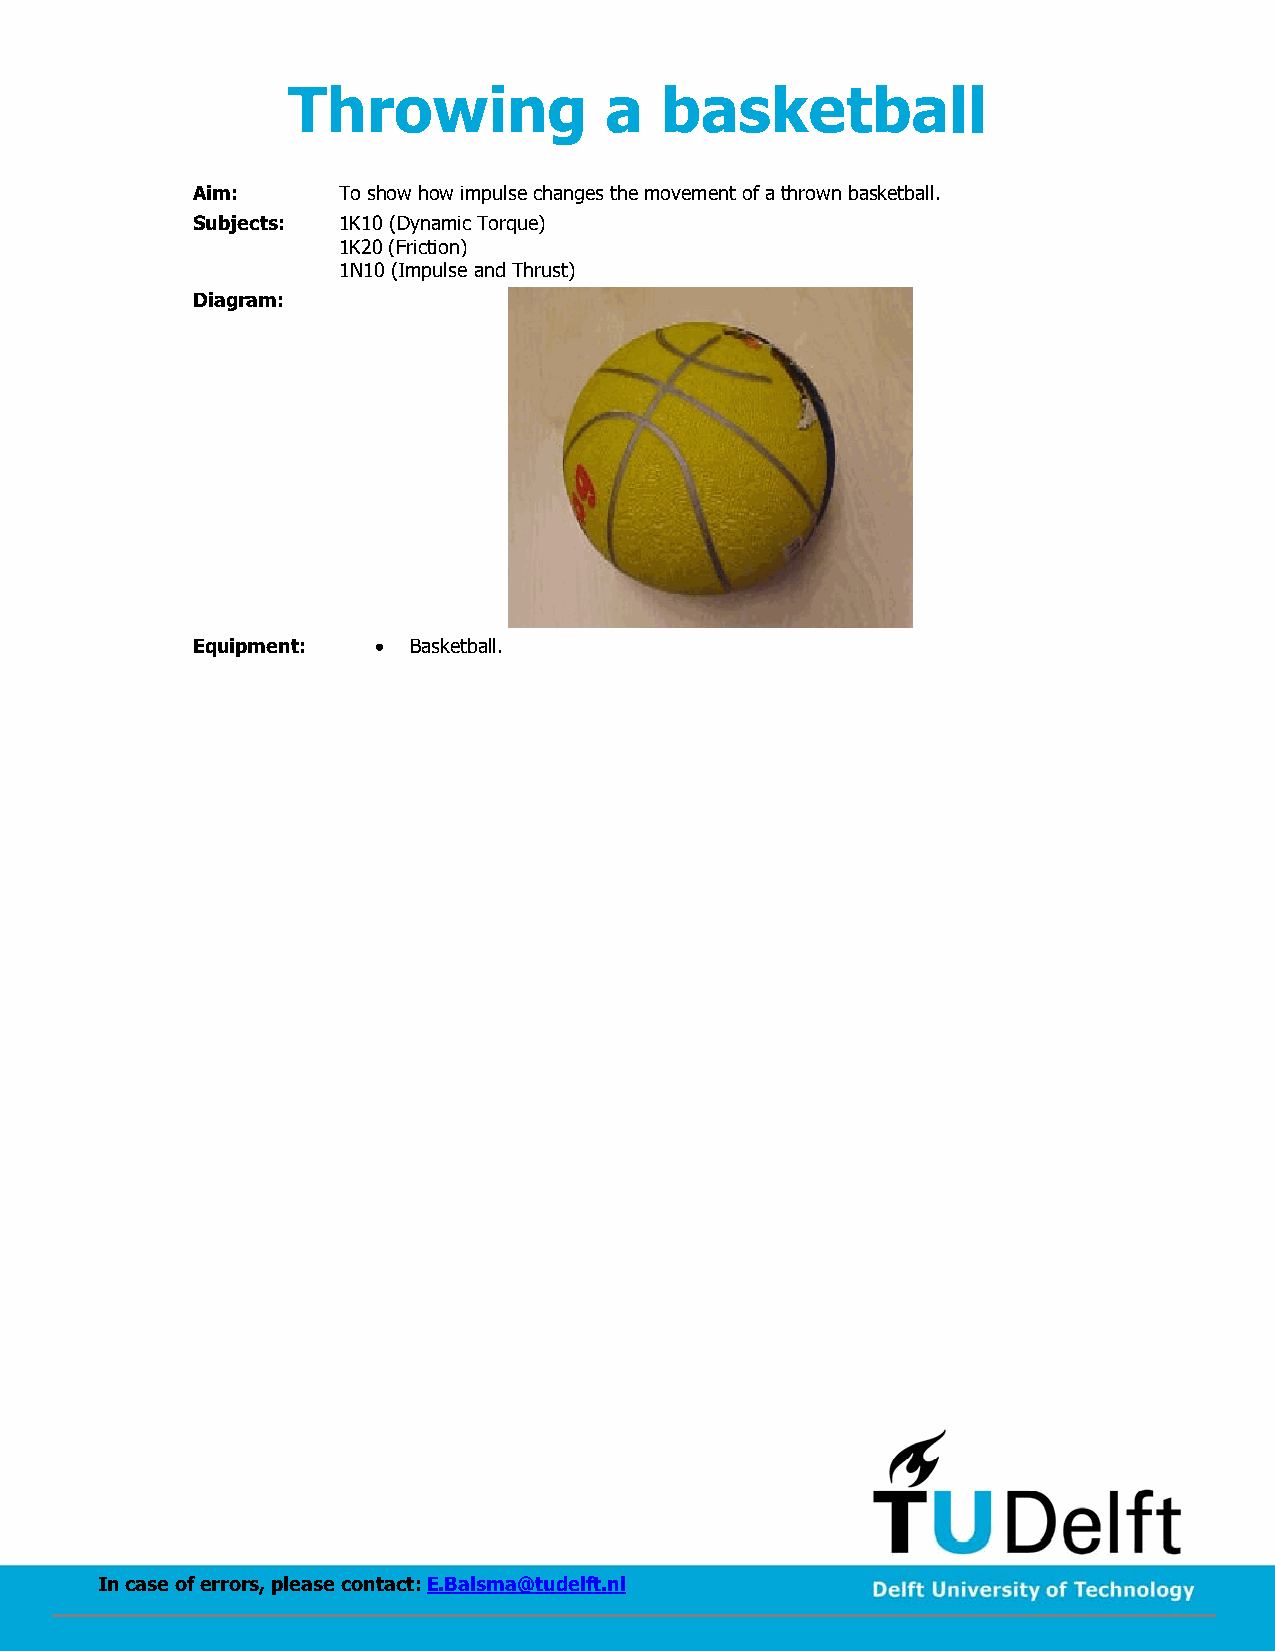 Throwing a basketball
Aim: To show how impulse changes the movement of a thrown basketball.
Subjects: 1K10 (Dynamic Torque)
1K20 (Friction)
1N10 (Impulse and Thrust)
Diagram:
Equipment: • Basketball.
TU Delft
In case of errors, please contact: E.Balsma@tudelft.nl
Delft University of Technology